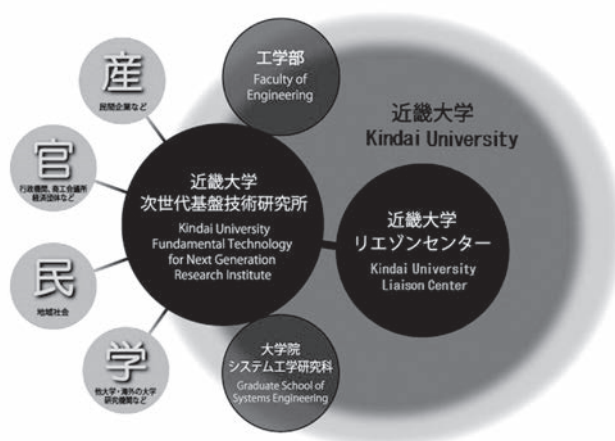 産
民間企業など
官
行政機関、商工会議所
経済団体など
民
地域社会
学
他大学・海外の大学
研究機関など
工学部
Faculty of
Engineering
近畿大学
次世代基盤技術研究所
Kindai University
Fundamental Technology
for Next Generation
Research Institute
大学院
システム工学研究科
Graduate School of
Systems Engineering
近畿大学
Kindai University
近畿大学
リエゾンセンター
Kindai University
Liaison Center